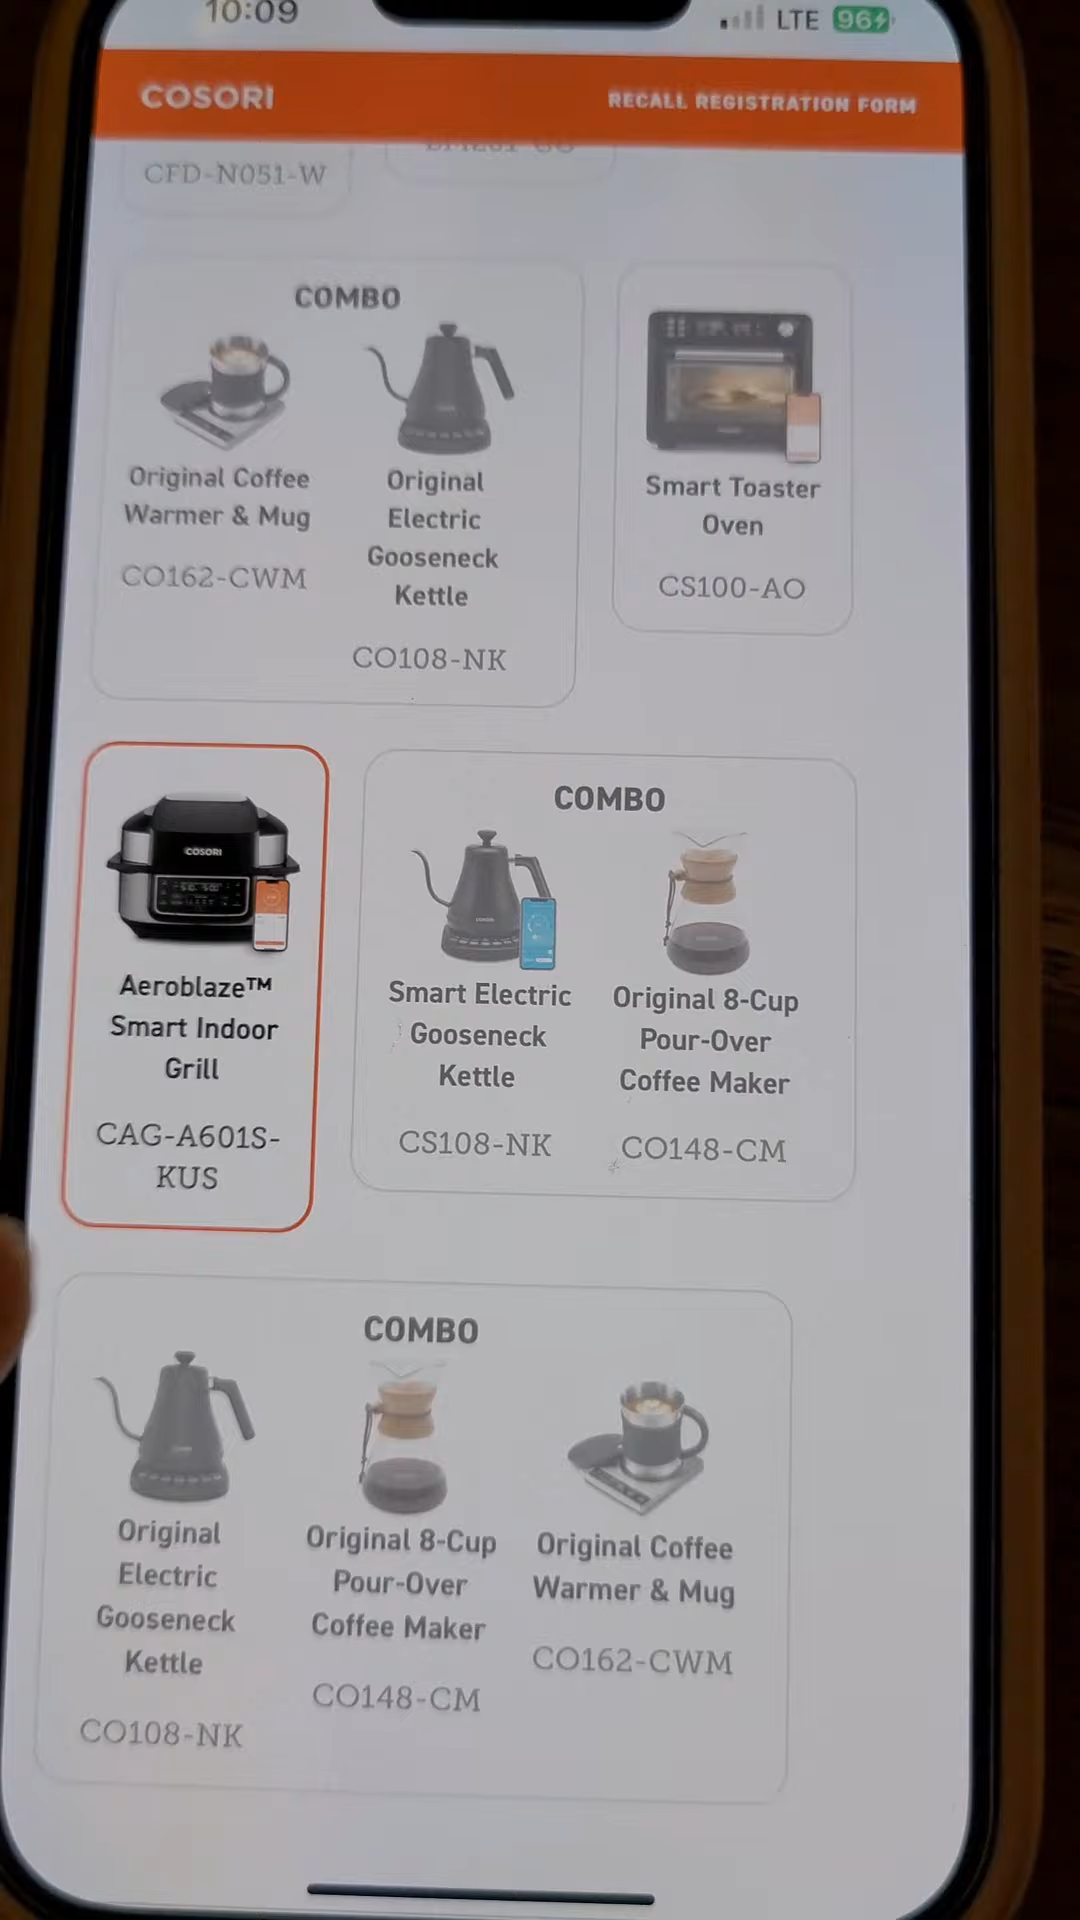 10:09
LTE 96
COSORI
RECALL REGISTRATION FORM
CFD-N051-W
COMBO
Original Coffee
Warmer & Mug
CO162-CWM
Original
Electric
Gooseneck
Kettle
CO108-NK
Smart Toaster
Oven
CS100-AO
COSORI
Aeroblaze™
Smart Indoor
Grill
CAG-A601S-
KUS
COMBO
Smart Electric
Gooseneck
Kettle
CS108-NK
Original 8-Cup
Pour-Over
Coffee Maker
CO148-CM
COMBO
Original
Electric
Gooseneck
Kettle
CO108-NK
Original 8-Cup
Pour-Over
Coffee Maker
CO148-CM
Original Coffee
Warmer & Mug
CO162-CWM